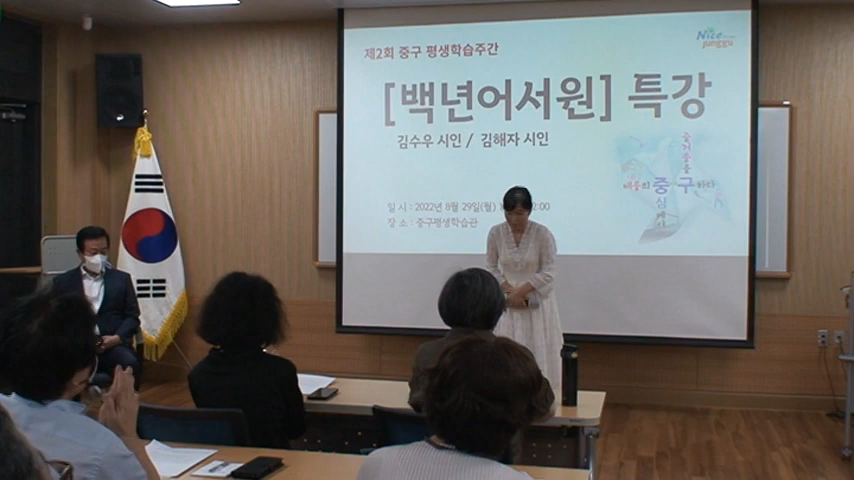 Nice
junggu
제2회 중구 평생학습주간
[백년어서원] 특강
김수우 시인 / 김해자 시인
일 시 : 2022년 8월 29일(월)
장 소 : 중구평생학습관
중 구